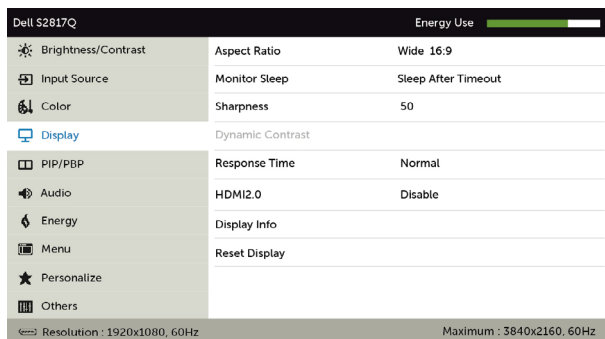 Dell S2817Q Energy Use
Brightness/Contrast Aspect Ratio Wide 16:9
Input Source Monitor Sleep Sleep After Timeout
Color Sharpness 50
Display Dynamic Contrast
PIP/PBP Response Time Normal
Audio HDMI2.0 Disable
Energy Display Info
Menu Reset Display
Personalize
Others
Resolution : 1920x1080, 60Hz Maximum : 3840x2160, 60Hz